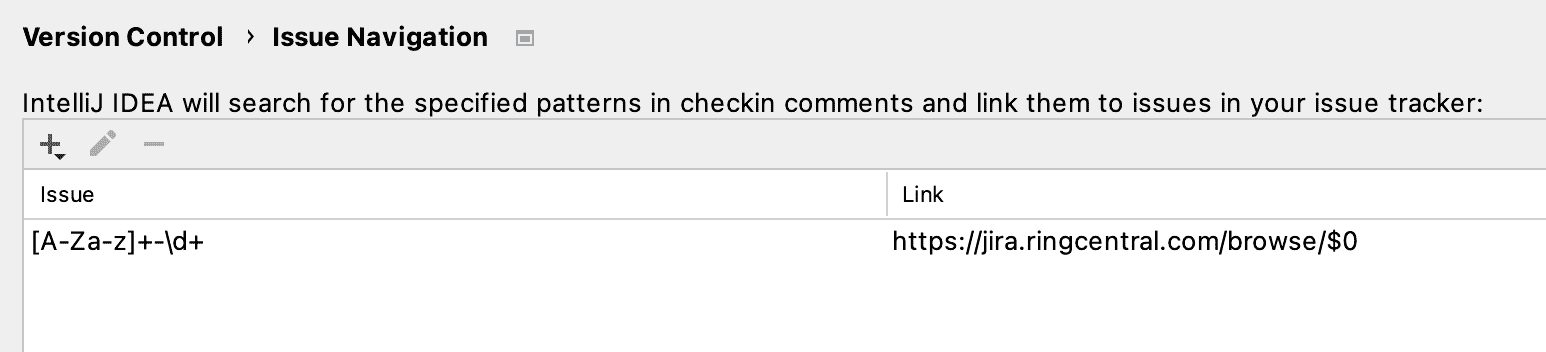 Version Control › Issue Navigation
IntelliJ IDEA will search for the specified patterns in checkin comments and link them to issues in your issue tracker:
Issue Link
[A-Za-z]+-\d+ https://jira.ringcentral.com/browse/$0